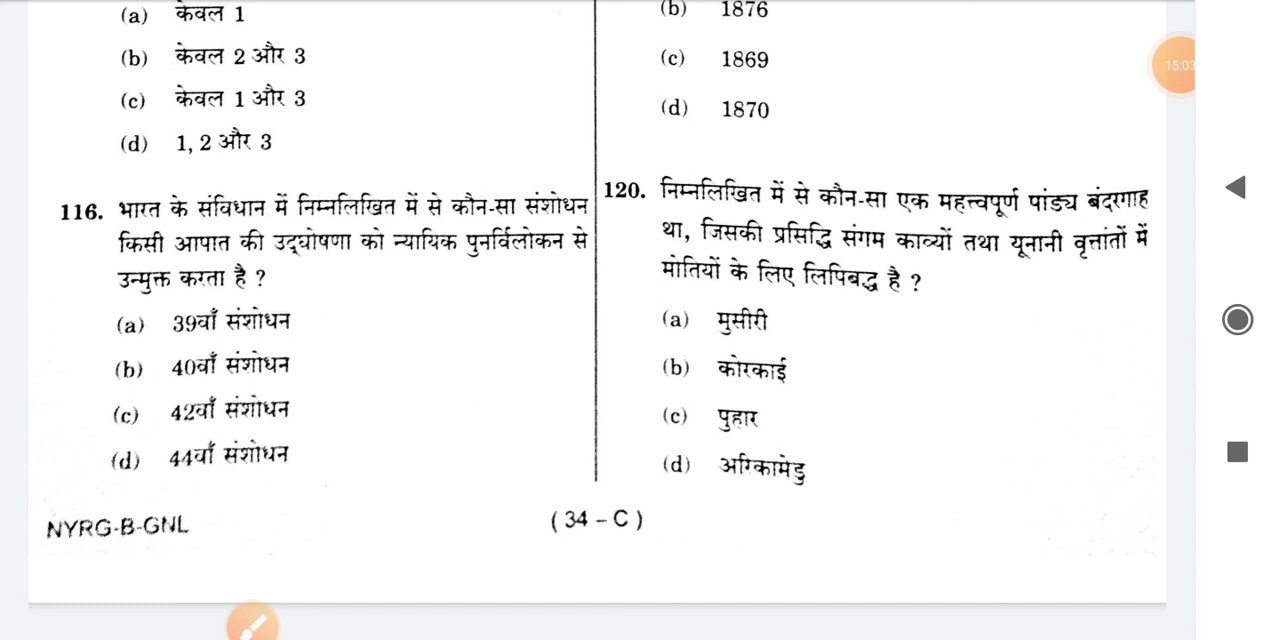 (a) केवल 1
(b) केवल 2 और 3
(c) केवल 1 और 3
(d) 1, 2 और 3
116. भारत के संविधान में निम्नलिखित में से कौन-सा संशोधन
किसी आपात की उद्घोषणा को न्यायिक पुनर्विलोकन से
उन्मुक्त करता है ?
(a) 39वाँ संशोधन
(b) 40वाँ संशोधन
(c) 42वाँ संशोधन
(d) 44वाँ संशोधन
(b) 1876
(c) 1869
(d) 1870
120. निम्नलिखित में से कौन-सा एक महत्त्वपूर्ण पांड्य बंदरगाह
था, जिसकी प्रसिद्धि संगम काव्यों तथा यूनानी वृत्तांतों में
मोतियों के लिए लिपिबद्ध है ?
(a) मुसीरी
(b) कोरकाई
(c) पुहार
(d) अरिकामेडु
NYRG-B-GNL
( 34 – C )
15:03